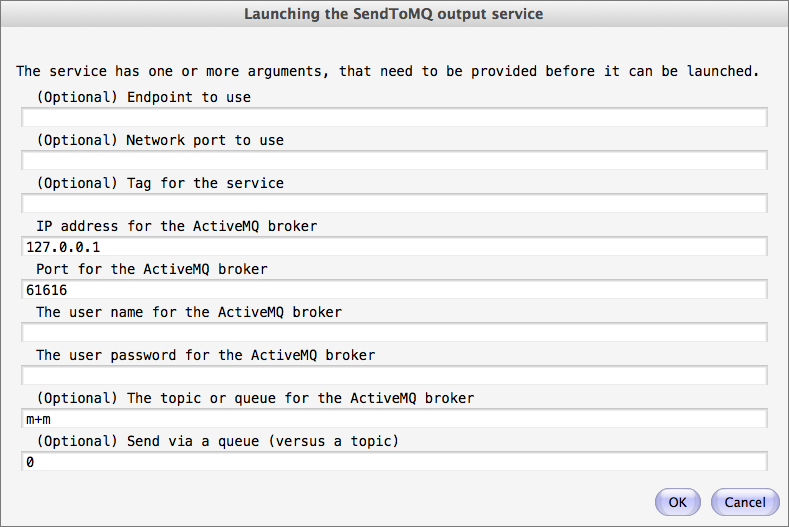 Launching the SendToMQ output service
The service has one or more arguments, that need to be provided before it can be launched.
(Optional) Endpoint to use
(Optional) Network port to use
(Optional) Tag for the service
IP address for the ActiveMQ broker
127.0.0.1
Port for the ActiveMQ broker
61616
The user name for the ActiveMQ broker
The user password for the ActiveMQ broker
(Optional) The topic or queue for the ActiveMQ broker
m+m
(Optional) Send via a queue (versus a topic)
0
OK Cancel